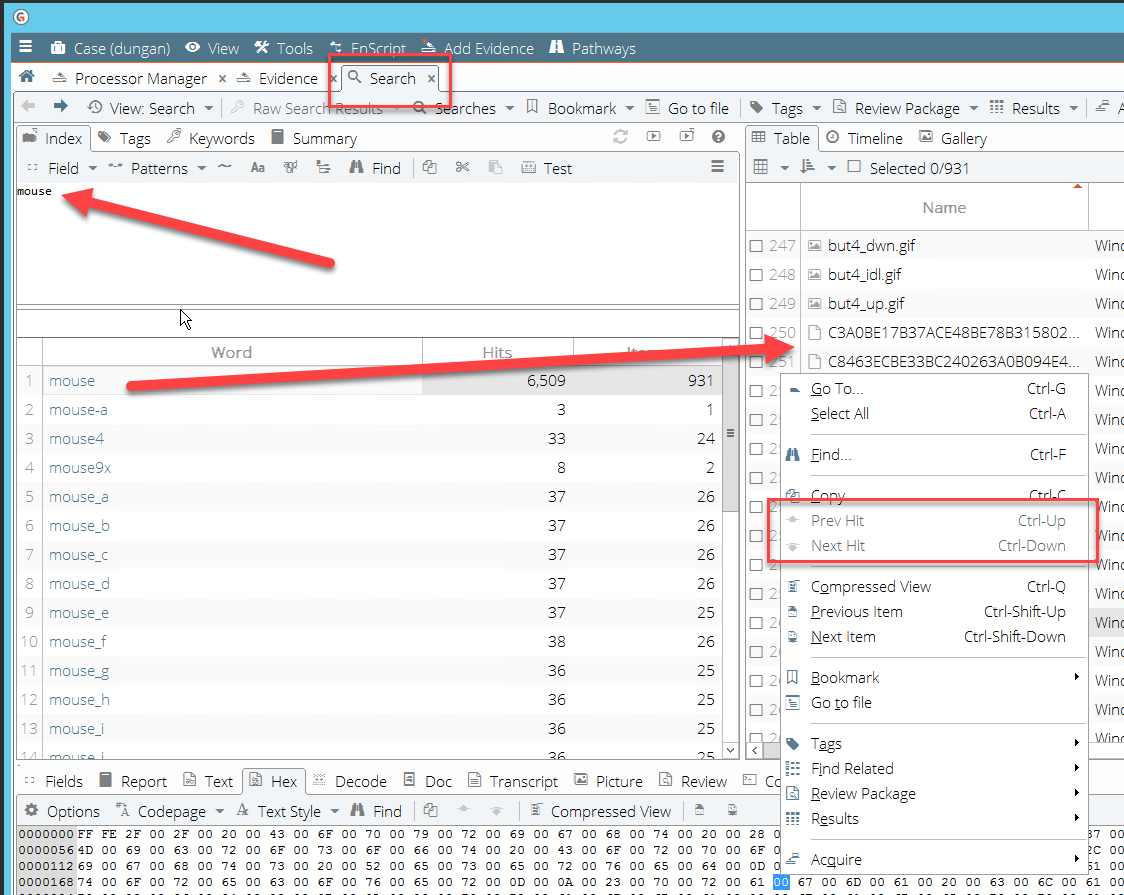 G
Case (dungan) View Tools EnScript Add Evidence Pathways
Processor Manager x Evidence x Search x
View: Search Raw Search Results Searches Bookmark Go to file Tags Review Package Results
Index Tags Keywords Summary
Table Timeline Gallery
Field Patterns Aa Find Test
Selected 0/931
mouse
Name
247 but4_dwn.gif Wind
248 but4_idl.gif Wind
249 but4_up.gif Wind
250 C3A0BE17B37ACE48BE78B315802... Wind
251 C8463ECBE33BC240263A0B094E4... Wind
Word Hits
1 mouse 6,509 931
2 mouse-a 3 1
3 mouse4 33 24
4 mouse9x 8 2
5 mouse_a 37 26
6 mouse_b 37 26
7 mouse_c 37 26
8 mouse_d 37 26
9 mouse_e 37 25
10 mouse_f 38 26
11 mouse_g 36 25
12 mouse_h 36 25
13 mouse_i 36 25
14 mouse_j 36 25
Go To... Ctrl-G
Select All Ctrl-A
Find... Ctrl-F
Copy Ctrl-C
Prev Hit Ctrl-Up
Next Hit Ctrl-Down
Compressed View Ctrl-Q
Previous Item Ctrl-Shift-Up
Next Item Ctrl-Shift-Down
Bookmark
Go to file
Tags
Find Related
Review Package
Results
Acquire
Fields Report Text Hex Decode Doc Transcript Picture Review Co
Options Codepage Text Style Find Compressed View
0000000 FF FE 2F 00 2F 00 20 00 43 00 6F 00 70 00 79 00 72 00 69 00 67 00 68 00 74 00 20 00 28 0
0000056 4D 00 69 00 63 00 72 00 6F 00 73 00 6F 00 66 00 74 00 20 00 43 00 6F 00 72 00 70 00 6F
0000112 69 00 67 00 68 00 74 00 73 00 20 00 52 00 65 00 73 00 65 00 72 00 76 00 65 00 64 00 0D
0000168 74 00 6F 00 72 00 65 00 63 00 6F 00 76 00 65 00 72 00 0D 00 0A 00 23 00 70 00 72 00 61 00 67 00 6D 00 61 00 20 00 63 00 6C 00 61 00